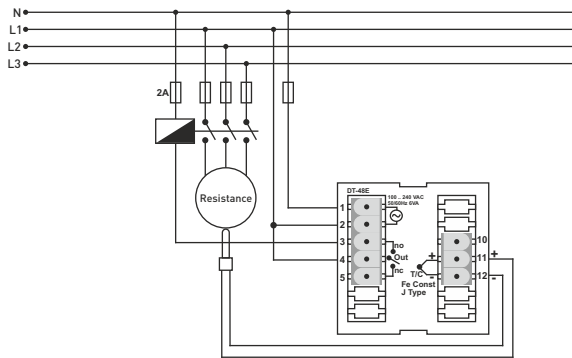 N
L1
L2
L3
2A
Resistance
DT-48E
100 .. 240 VAC
50/60Hz 6VA
1
2
3
4
5
no
Out
nc
T/C
+
-
Fe Const
J Type
10
11
12
+
-